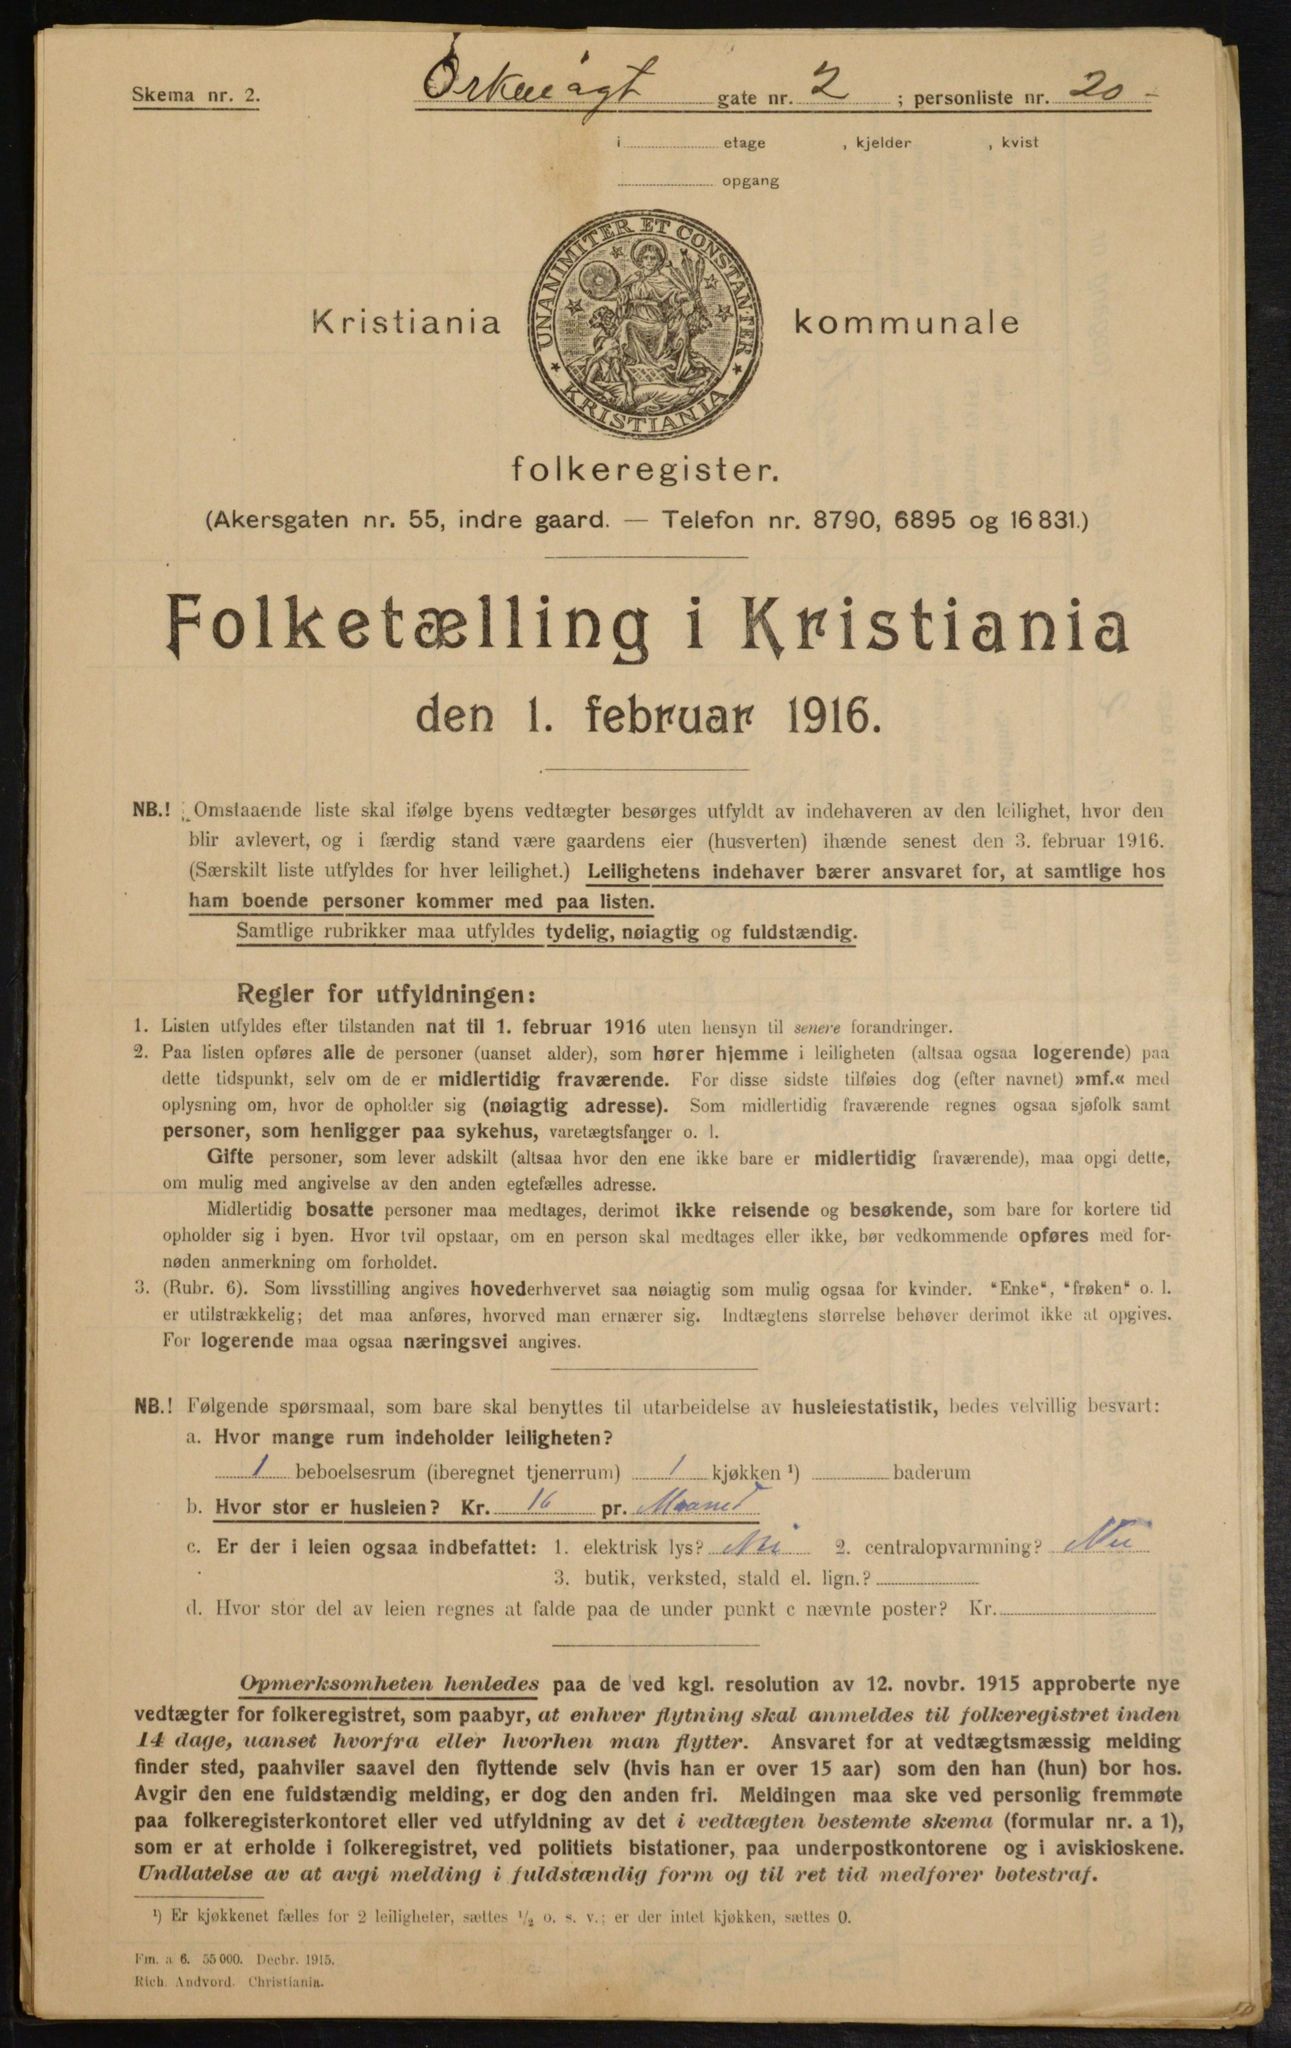 Skema nr. 2.
Orknøigt gate nr. 2 ; personliste nr. 20
i etage , kjelder , kvist
opgang
Kristiania kommunale
UNANIMITER ET CONSTANTER
KRISTIANIA
folkeregister.
(Akersgaten nr. 55, indre gaard. — Telefon nr. 8790, 6895 og 16 831.)
Folketælling i Kristiania
den 1. februar 1916.
NB.! Omstaaende liste skal ifølge byens vedtægter besørges utfyldt av indehaveren av den leilighet, hvor den
blir avlevert, og i færdig stand være gaardens eier (husverten) ihænde senest den 3. februar 1916.
(Særskilt liste utfyldes for hver leilighet.) Leilighetens indehaver bærer ansvaret for, at samtlige hos
ham boende personer kommer med paa listen.
Samtlige rubrikker maa utfyldes tydelig, nøiagtig og fuldstændig.
Regler for utfyldningen:
1. Listen utfyldes efter tilstanden nat til 1. februar 1916 uten hensyn til senere forandringer.
2. Paa listen opføres alle de personer (uanset alder), som hører hjemme i leiligheten (altsaa ogsaa logerende) paa
dette tidspunkt, selv om de er midlertidig fraværende. For disse sidste tilføies dog (efter navnet) »mf.« med
oplysning om, hvor de opholder sig (nøiagtig adresse). Som midlertidig fraværende regnes ogsaa sjøfolk samt
personer, som henligger paa sykehus, varetægtsfanger o. l.
Gifte personer, som lever adskilt (altsaa hvor den ene ikke bare er midlertidig fraværende), maa opgi dette,
om mulig med angivelse av den anden egtefælles adresse.
Midlertidig bosatte personer maa medtages, derimot ikke reisende og besøkende, som bare for kortere tid
opholder sig i byen. Hvor tvil opstaar, om en person skal medtages eller ikke, bør vedkommende opføres med for-
nøden anmerkning om forholdet.
3. (Rubr. 6). Som livsstilling angives hovederhvervet saa nøiagtig som mulig ogsaa for kvinder. "Enke", "frøken" o. l.
er utilstrækkelig; det maa anføres, hvorved man ernærer sig. Indtægtens størrelse behøver derimot ikke at opgives.
For logerende maa ogsaa næringsvei angives.
NB.! Følgende spørsmaal, som bare skal benyttes til utarbeidelse av husleiestatistik, bedes velvillig besvart:
a. Hvor mange rum indeholder leiligheten?
1 beboelsesrum (iberegnet tjenerrum) 1 kjøkken ¹) baderum
b. Hvor stor er husleien? Kr. 16 pr. Maaned
c. Er der i leien ogsaa indbefattet: 1. elektrisk lys? Nei 2. centralopvarmning? Nei
3. butik, verksted, stald el. lign.?
d. Hvor stor del av leien regnes at falde paa de under punkt c nævnte poster? Kr.
Opmerksomheten henledes paa de ved kgl. resolution av 12. novbr. 1915 approberte nye
vedtægter for folkeregistret, som paabyr, at enhver flytning skal anmeldes til folkeregistret inden
14 dage, uanset hvorfra eller hvorhen man flytter. Ansvaret for at vedtægtsmæssig melding
finder sted, paahviler saavel den flyttende selv (hvis han er over 15 aar) som den han (hun) bor hos.
Avgir den ene fuldstændig melding, er dog den anden fri. Meldingen maa ske ved personlig fremmøte
paa folkeregisterkontoret eller ved utfyldning av det i vedtægten bestemte skema (formular nr. a 1),
som er at erholde i folkeregistret, ved politiets bistationer, paa underpostkontorene og i aviskioskene.
Undlatelse av at avgi melding i fuldstændig form og til ret tid medfører bøtestraf.
¹) Er kjøkkenet fælles for 2 leiligheter, sættes ½ o. s. v.; er der intet kjøkken, sættes 0.
Fm. a 6. 55 000. Decbr. 1915.
Rich. Andvord. Christiania.